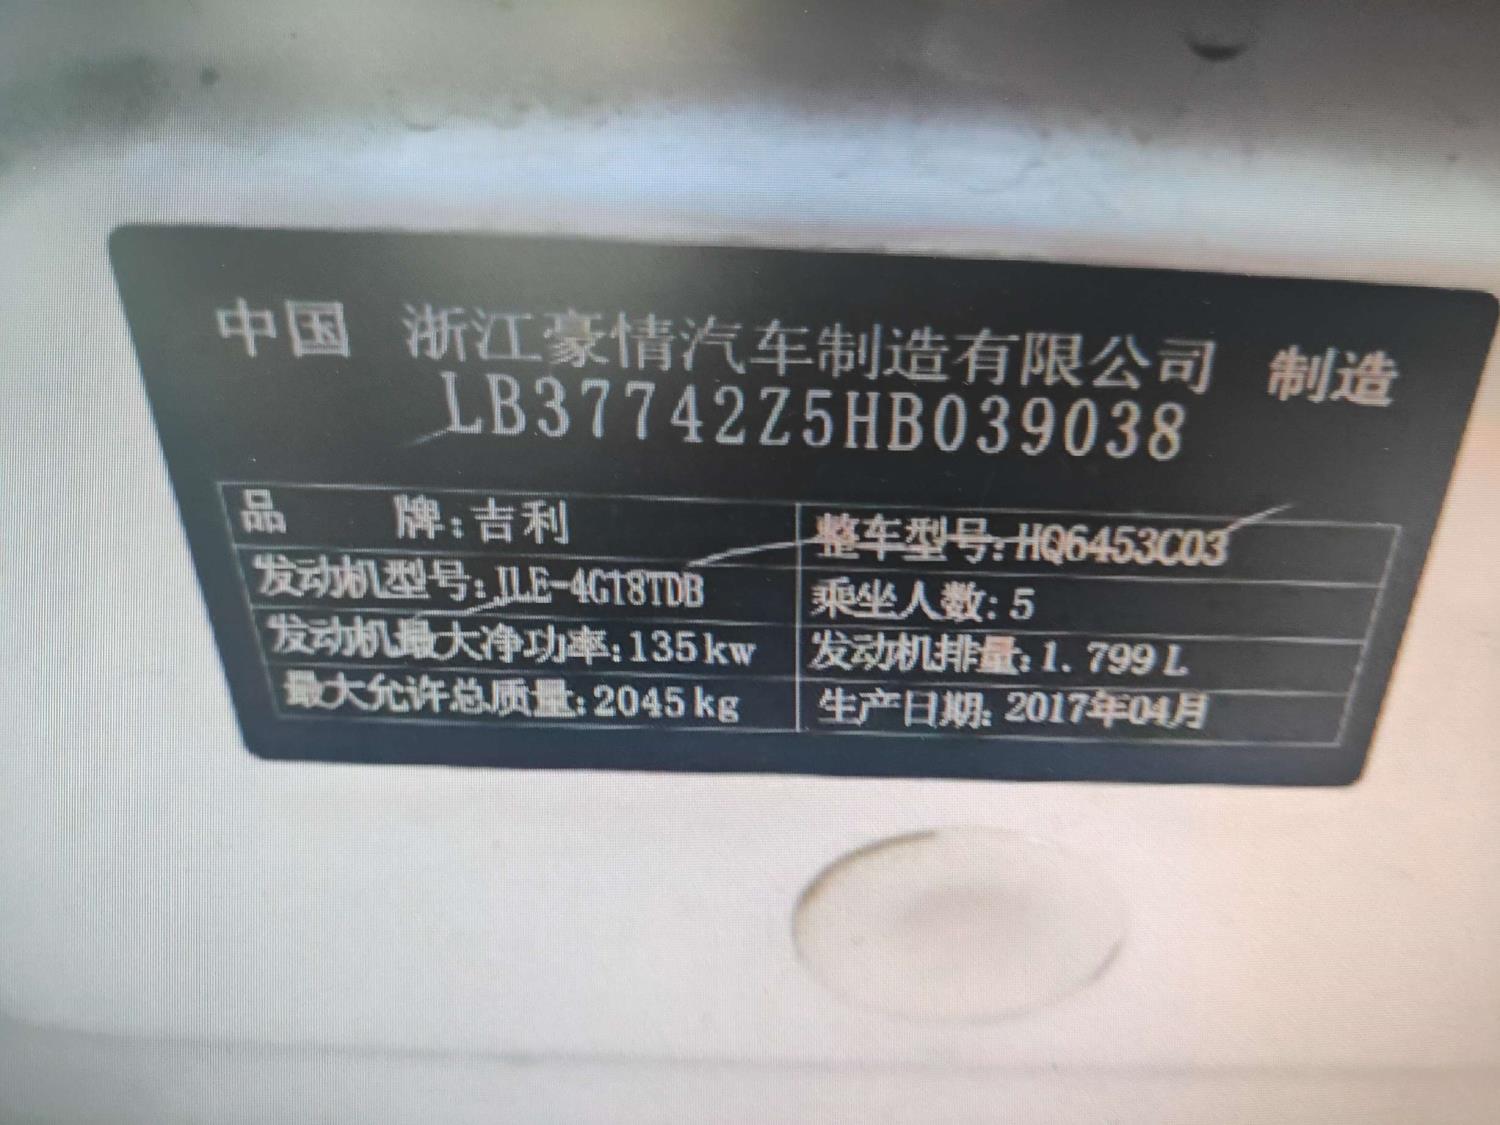 中国 浙江豪情汽车制造有限公司 制造
LB37742Z5HB039038
品 牌:吉利 整车型号:HQ6453C03
发动机型号:JLE-4G18TDB 乘坐人数:5
发动机最大净功率:135kw 发动机排量:1.799L
最大允许总质量:2045kg 生产日期:2017年04月